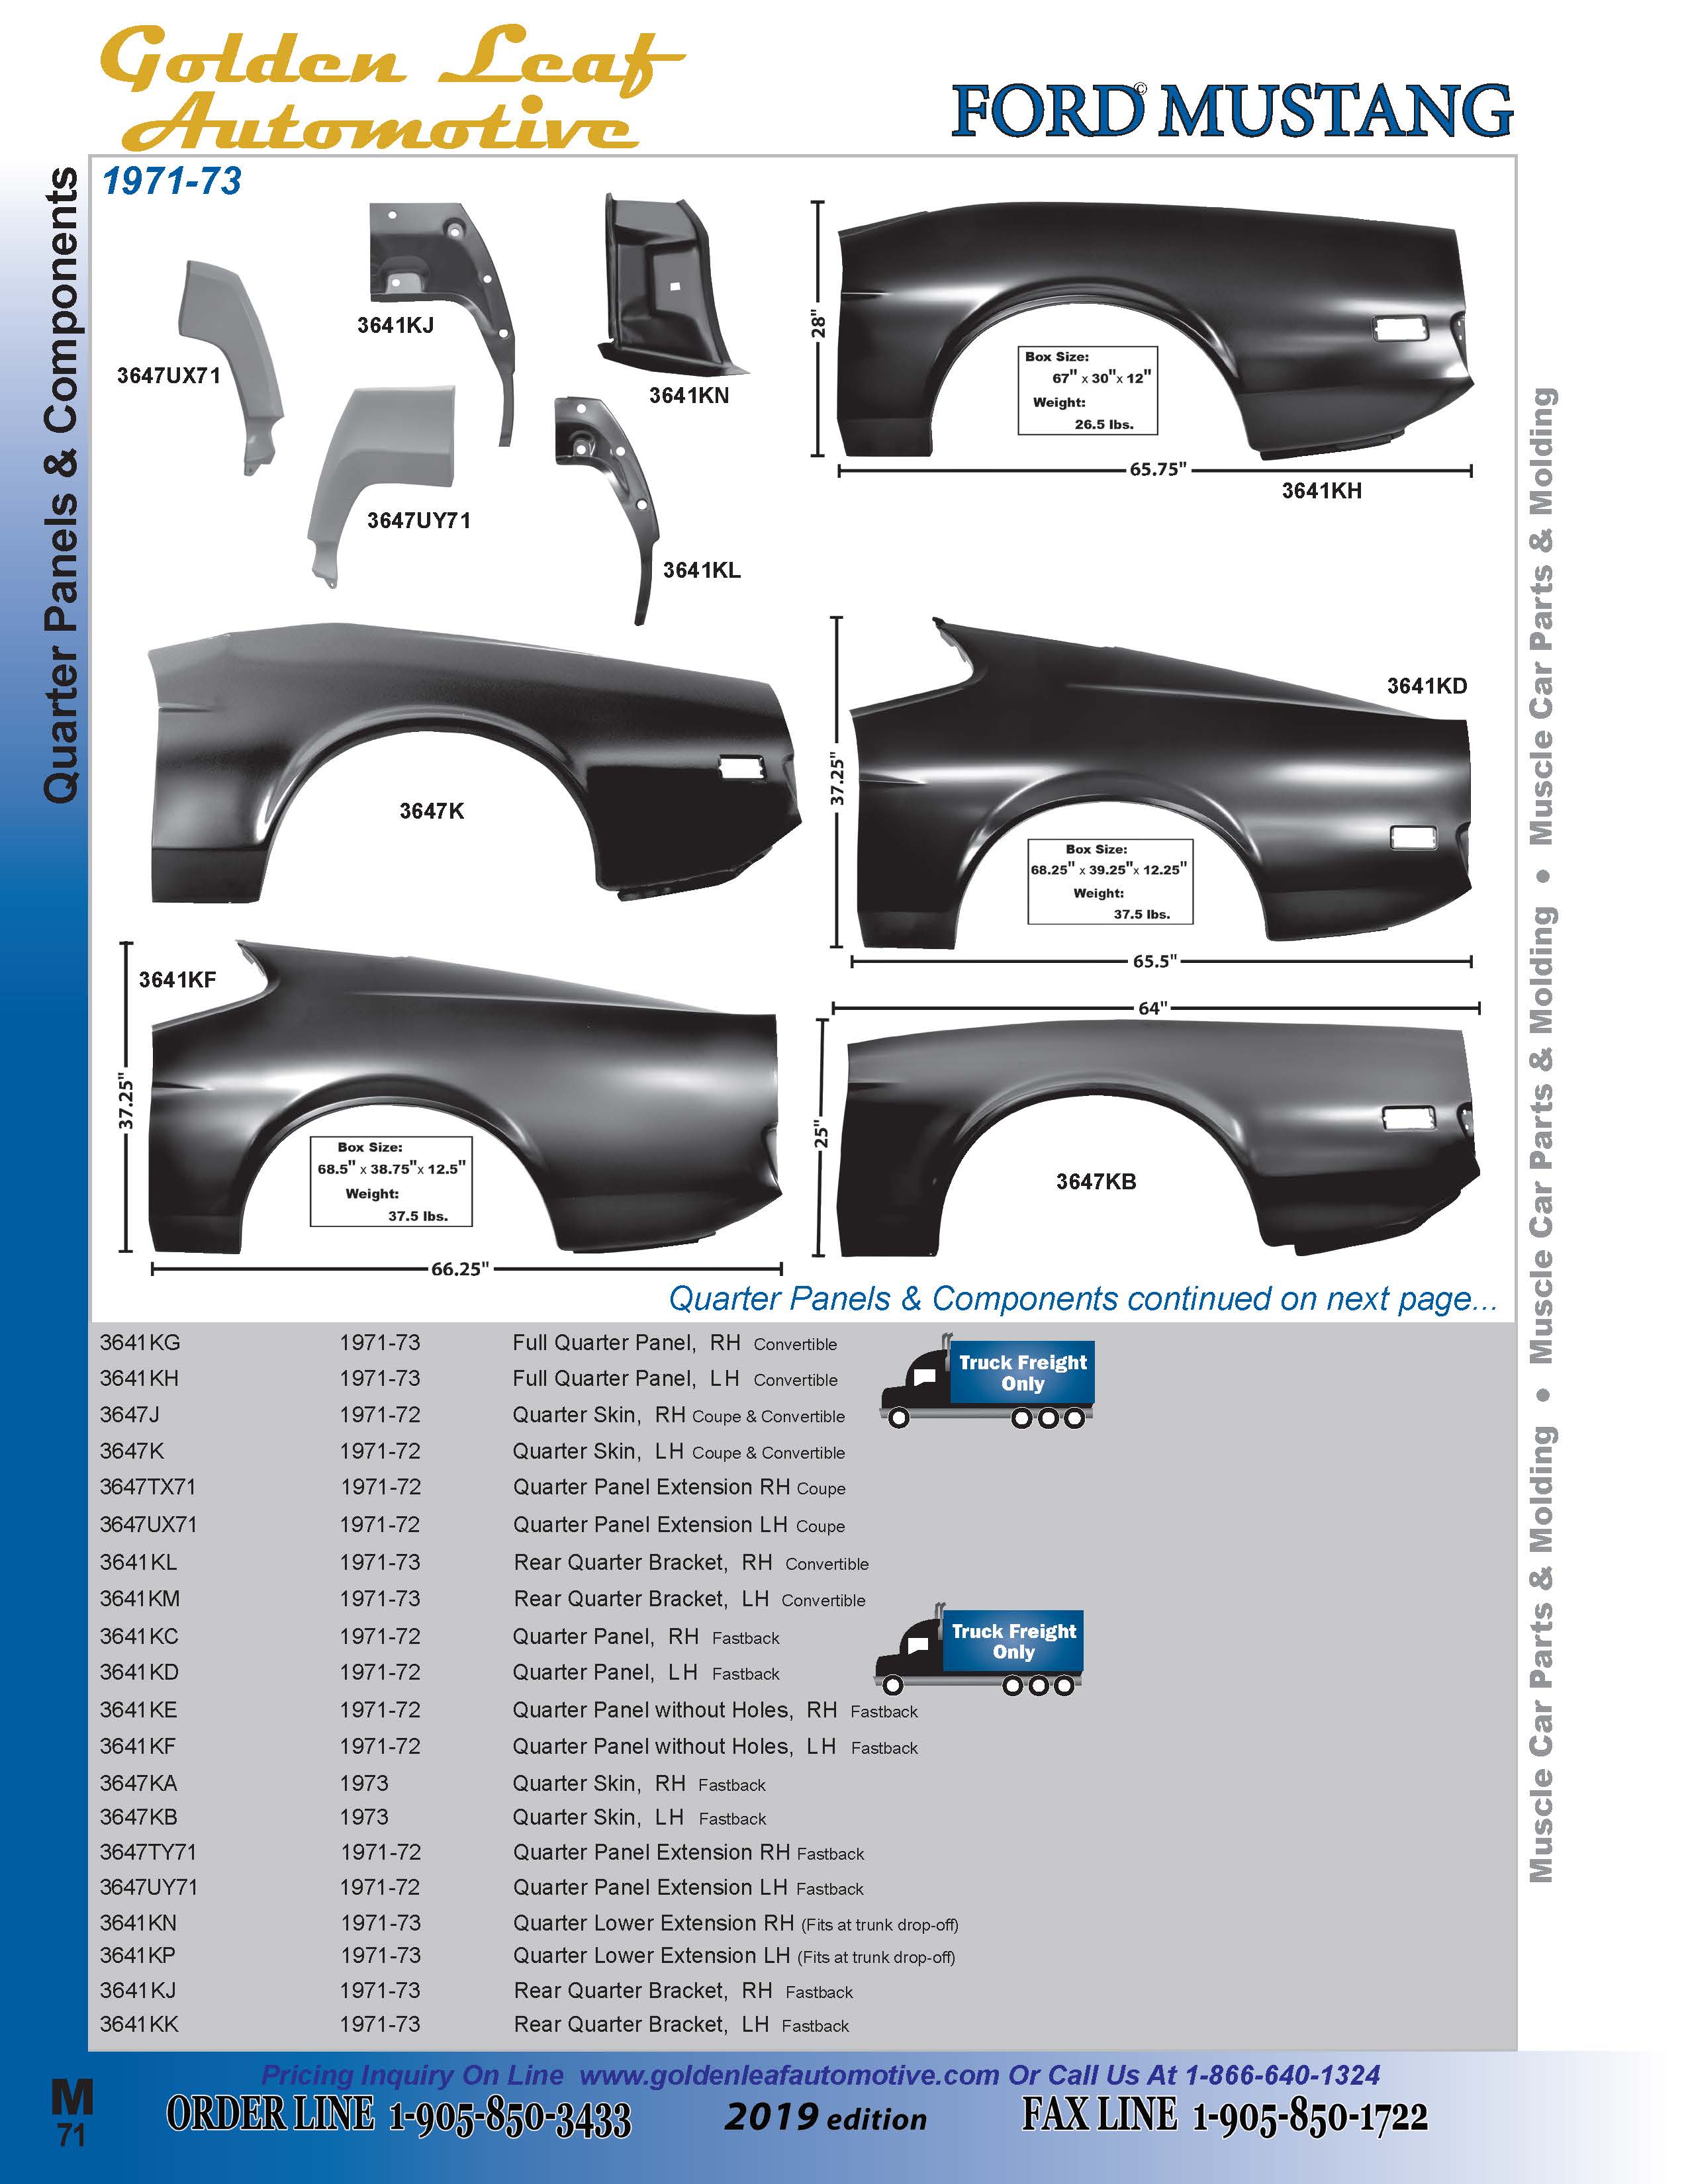 Golden Leaf
Automotive
FORD© MUSTANG
Quarter Panels & Components
1971-73
3647UX71
3641KJ
3641KN
3647UY71
3641KL
28"
Box Size:
67" x 30"x 12"
Weight:
26.5 lbs.
65.75"
3641KH
3647K
37.25"
3641KD
Box Size:
68.25" x 39.25"x 12.25"
Weight:
37.5 lbs.
65.5"
3641KF
37.25"
Box Size:
68.5" x 38.75"x 12.5"
Weight:
37.5 lbs.
66.25"
64"
25"
3647KB
Quarter Panels & Components continued on next page...
3641KG 1971-73 Full Quarter Panel, RH Convertible
3641KH 1971-73 Full Quarter Panel, LH Convertible
Truck Freight
Only
3647J 1971-72 Quarter Skin, RH Coupe & Convertible
3647K 1971-72 Quarter Skin, LH Coupe & Convertible
3647TX71 1971-72 Quarter Panel Extension RH Coupe
3647UX71 1971-72 Quarter Panel Extension LH Coupe
3641KL 1971-73 Rear Quarter Bracket, RH Convertible
3641KM 1971-73 Rear Quarter Bracket, LH Convertible
3641KC 1971-72 Quarter Panel, RH Fastback
3641KD 1971-72 Quarter Panel, LH Fastback
Truck Freight
Only
3641KE 1971-72 Quarter Panel without Holes, RH Fastback
3641KF 1971-72 Quarter Panel without Holes, LH Fastback
3647KA 1973 Quarter Skin, RH Fastback
3647KB 1973 Quarter Skin, LH Fastback
3647TY71 1971-72 Quarter Panel Extension RH Fastback
3647UY71 1971-72 Quarter Panel Extension LH Fastback
3641KN 1971-73 Quarter Lower Extension RH (Fits at trunk drop-off)
3641KP 1971-73 Quarter Lower Extension LH (Fits at trunk drop-off)
3641KJ 1971-73 Rear Quarter Bracket, RH Fastback
3641KK 1971-73 Rear Quarter Bracket, LH Fastback
Muscle Car Parts & Molding • Muscle Car Parts & Molding • Muscle Car Parts & Molding
Pricing Inquiry On Line www.goldenleafautomotive.com Or Call Us At 1-866-640-1324
M
71
ORDER LINE 1-905-850-3433
2019 edition
FAX LINE 1-905-850-1722